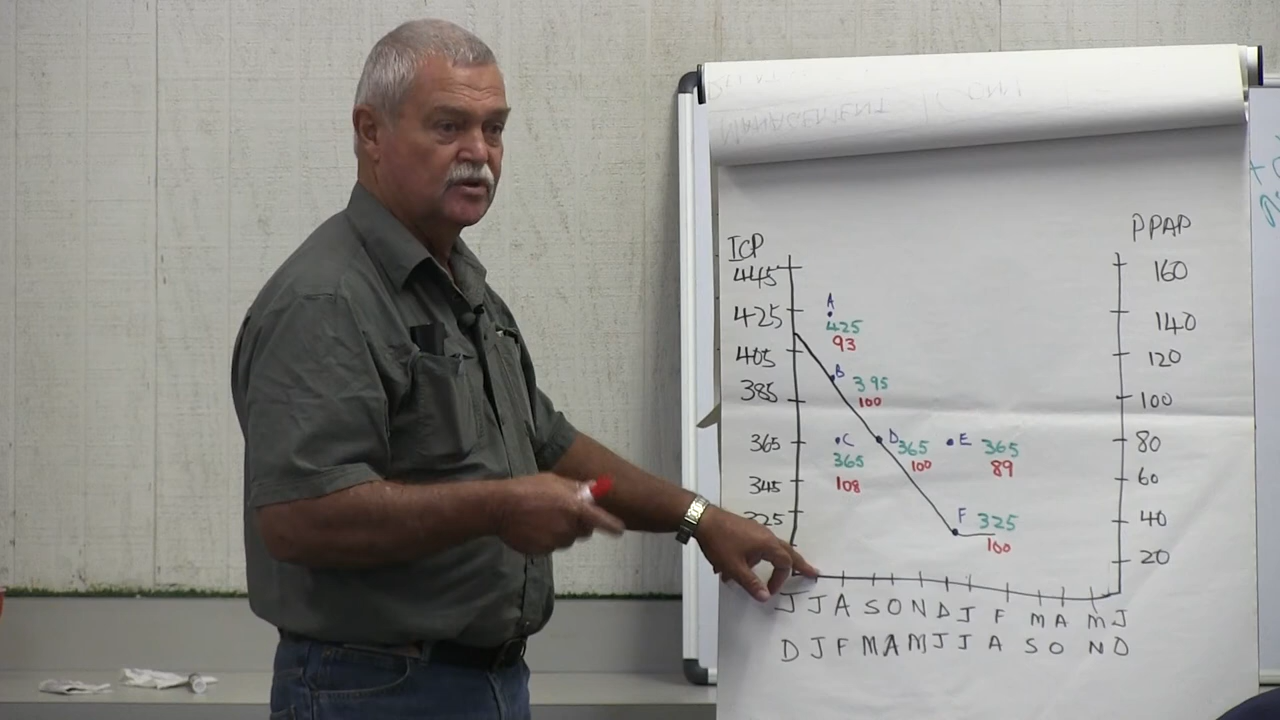 MANAGEMENT
ICP
PPAP
445
160
A
425
425
140
93
405
120
B
395
385
100
100
C
D
E
365
365
365
365
80
108
100
89
345
60
F
325
325
40
100
20
J J A S O N D J F M A M J
D J F M A M J J A S O N D